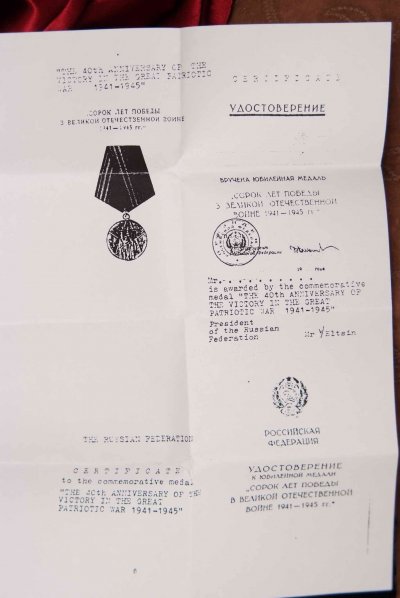 "THE 40th ANNIVERSARY OF THE
VICTORY IN THE GREAT PATRIOTIC
WAR 1941-1945"
„СОРОК ЛЕТ ПОБЕДЫ
В ВЕЛИКОЙ ОТЕЧЕСТВЕННОЙ ВОЙНЕ
1941—1945 гг."
CERTIFICATE
УДОСТОВЕРЕНИЕ
ВРУЧЕНА ЮБИЛЕЙНАЯ МЕДАЛЬ
„СОРОК ЛЕТ ПОБЕДЫ
В ВЕЛИКОЙ ОТЕЧЕСТВЕННОЙ
ВОЙНЕ 1941—1945 гг."
Mr. . . . . . . . . .
is awarded by the commemorative
medal "THE 40th ANNIVERSARY OF
THE VICTORY IN THE GREAT
PATRIOTIC WAR 1941-1945"
President
of the Russian
Federation
Mr Yeltsin
РОССИЙСКАЯ
ФЕДЕРАЦИЯ
УДОСТОВЕРЕНИЕ
К ЮБИЛЕЙНОЙ МЕДАЛИ
„СОРОК ЛЕТ ПОБЕДЫ
В ВЕЛИКОЙ ОТЕЧЕСТВЕННОЙ
ВОЙНЕ 1941—1945 гг."
THE RUSSIAN FEDERATION
CERTIFICATE
to the commemorative medal
"THE 40th ANNIVERSARY OF THE
VICTORY IN THE GREAT
PATRIOTIC WAR 1941-1945"